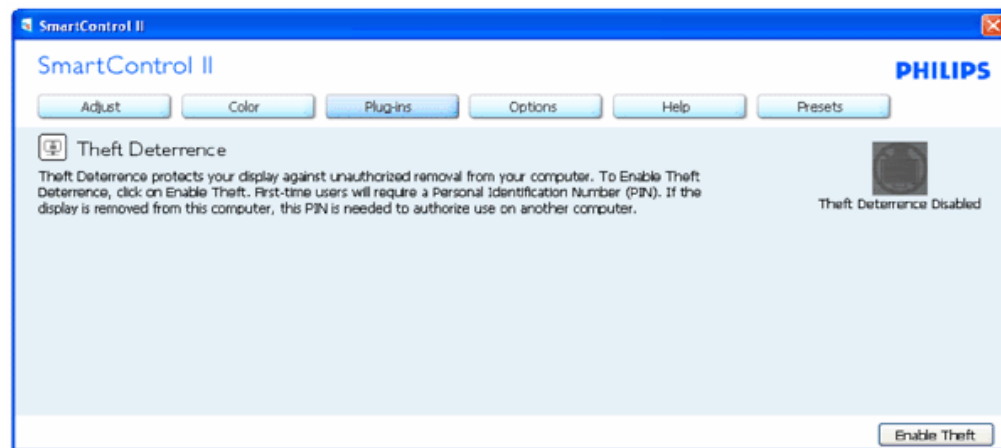 SmartControl II
SmartControl II
PHILIPS
Adjust Color Plug-ins Options Help Presets
Theft Deterrence
Theft Deterrence protects your display against unauthorized removal from your computer. To Enable Theft
Deterrence, click on Enable Theft. First-time users will require a Personal Identification Number (PIN). If the
display is removed from this computer, this PIN is needed to authorize use on another computer.
Theft Deterrence Disabled
Enable Theft